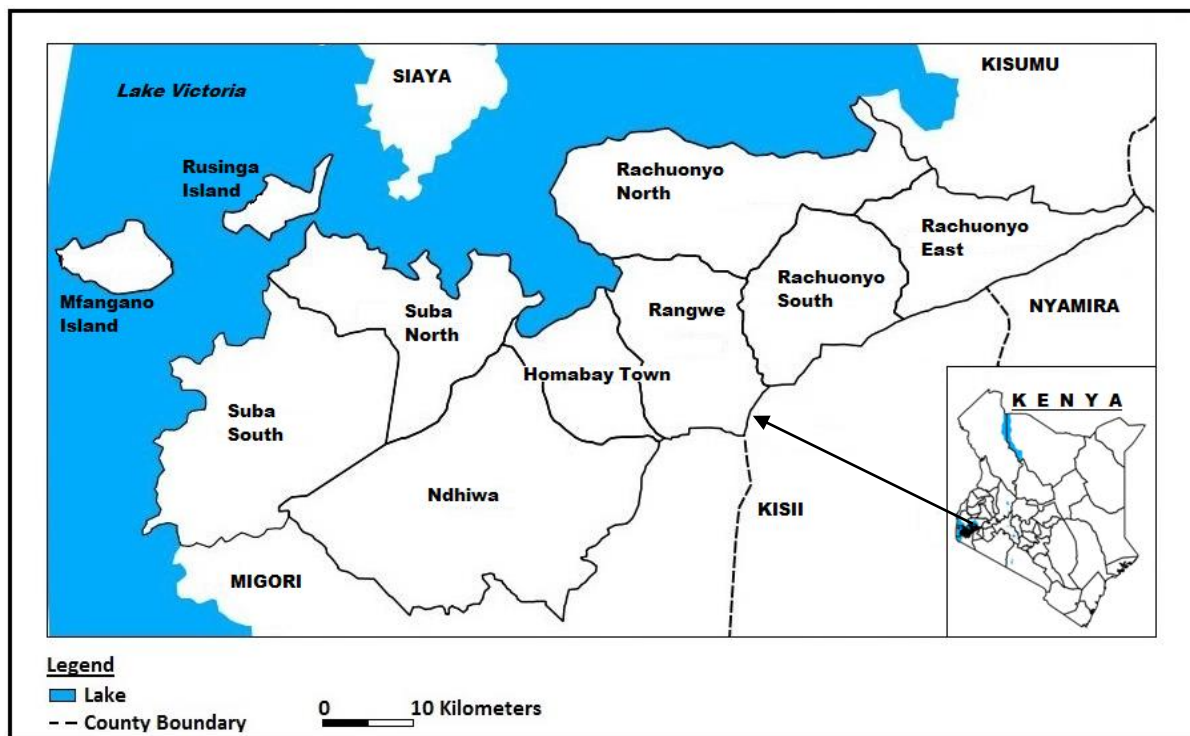 Lake Victoria
SIAYA
KISUMU
Rusinga
Island
Rachuonyo
North
Rachuonyo
East
Mfangano
Island
Suba
North
Rangwe
Rachuonyo
South
NYAMIRA
Homabay Town
Suba
South
Ndhiwa
KISII
MIGORI
KENYA
Legend
Lake
County Boundary
0 10 Kilometers